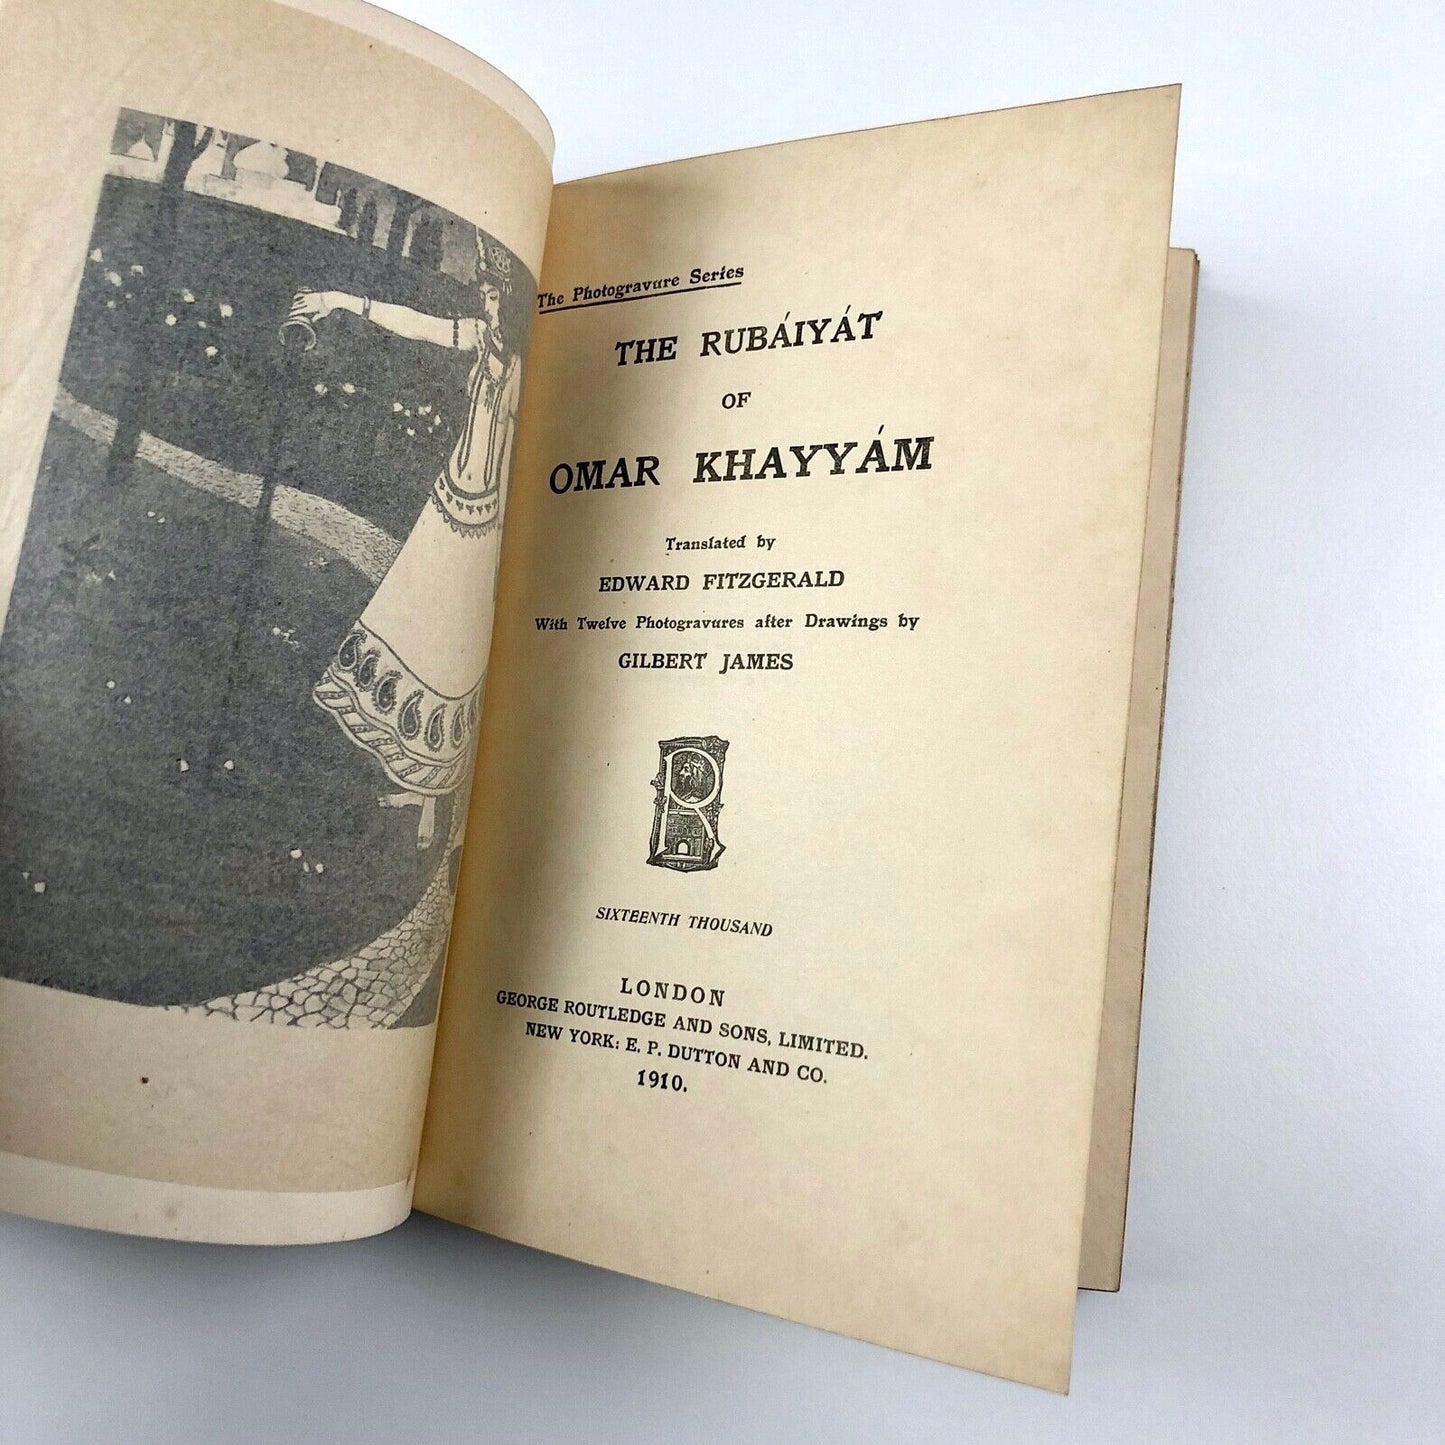 The Photogravure Series
THE RUBÁIYÁT
OF
OMAR KHAYYÁM
Translated by
EDWARD FITZGERALD
With Twelve Photogravures after Drawings by
GILBERT JAMES
R
SIXTEENTH THOUSAND
LONDON
GEORGE ROUTLEDGE AND SONS, LIMITED.
NEW YORK: E. P. DUTTON AND CO.
1910.